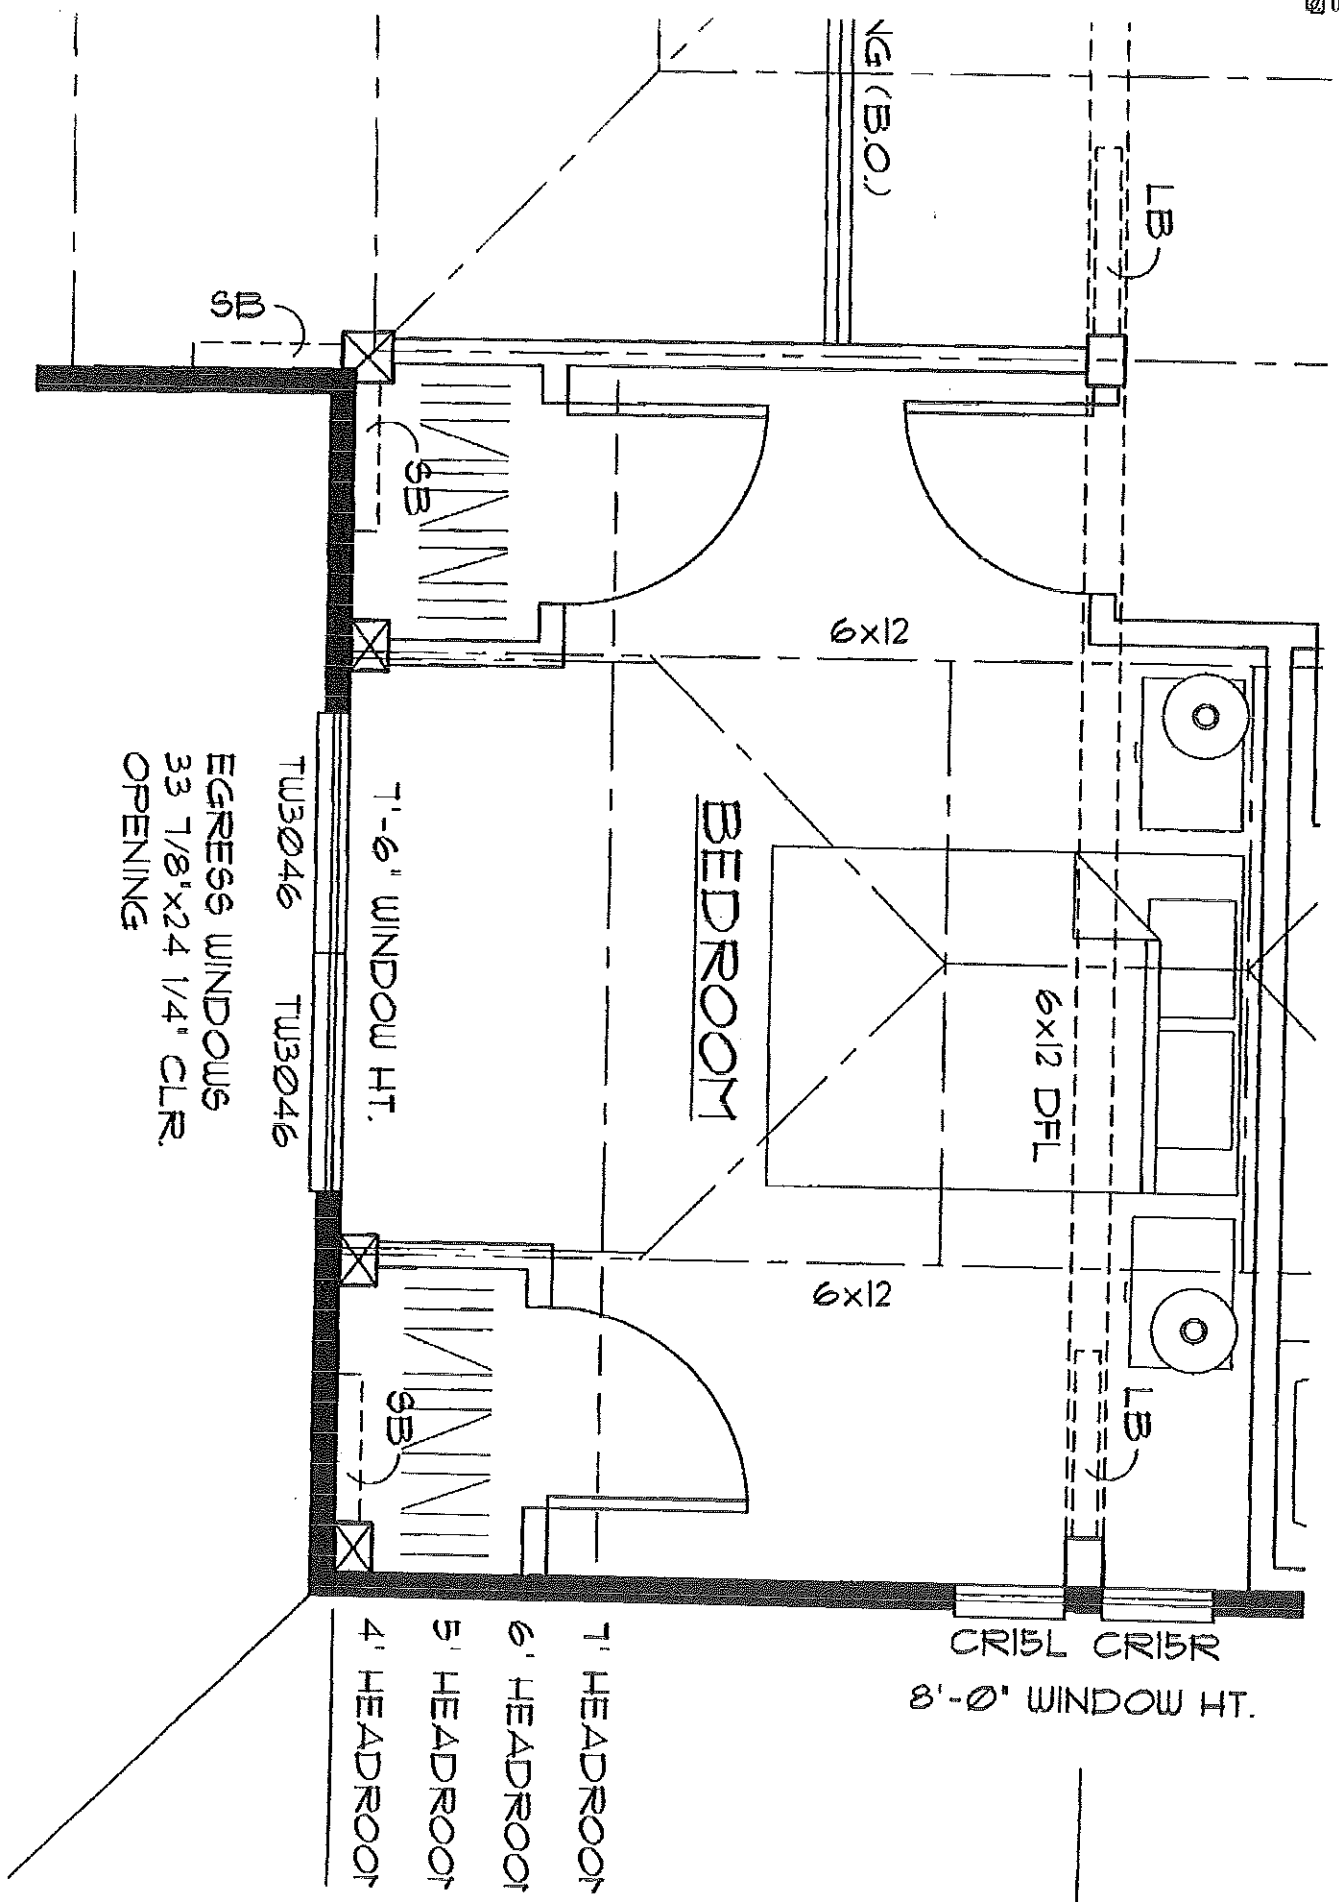 NG (B.O.)
LB
SB
SB
6x12
7'-6" WINDOW HT.
TW3046
TW3046
EGRESS WINDOWS
33 7/8"x24 1/4" CLR.
OPENING
BEDROOM
6x12 DFL
6x12
SB
LB
CR15L CR15R
8'-0" WINDOW HT.
7' HEADROOM
6' HEADROOM
5' HEADROOM
4' HEADROOM